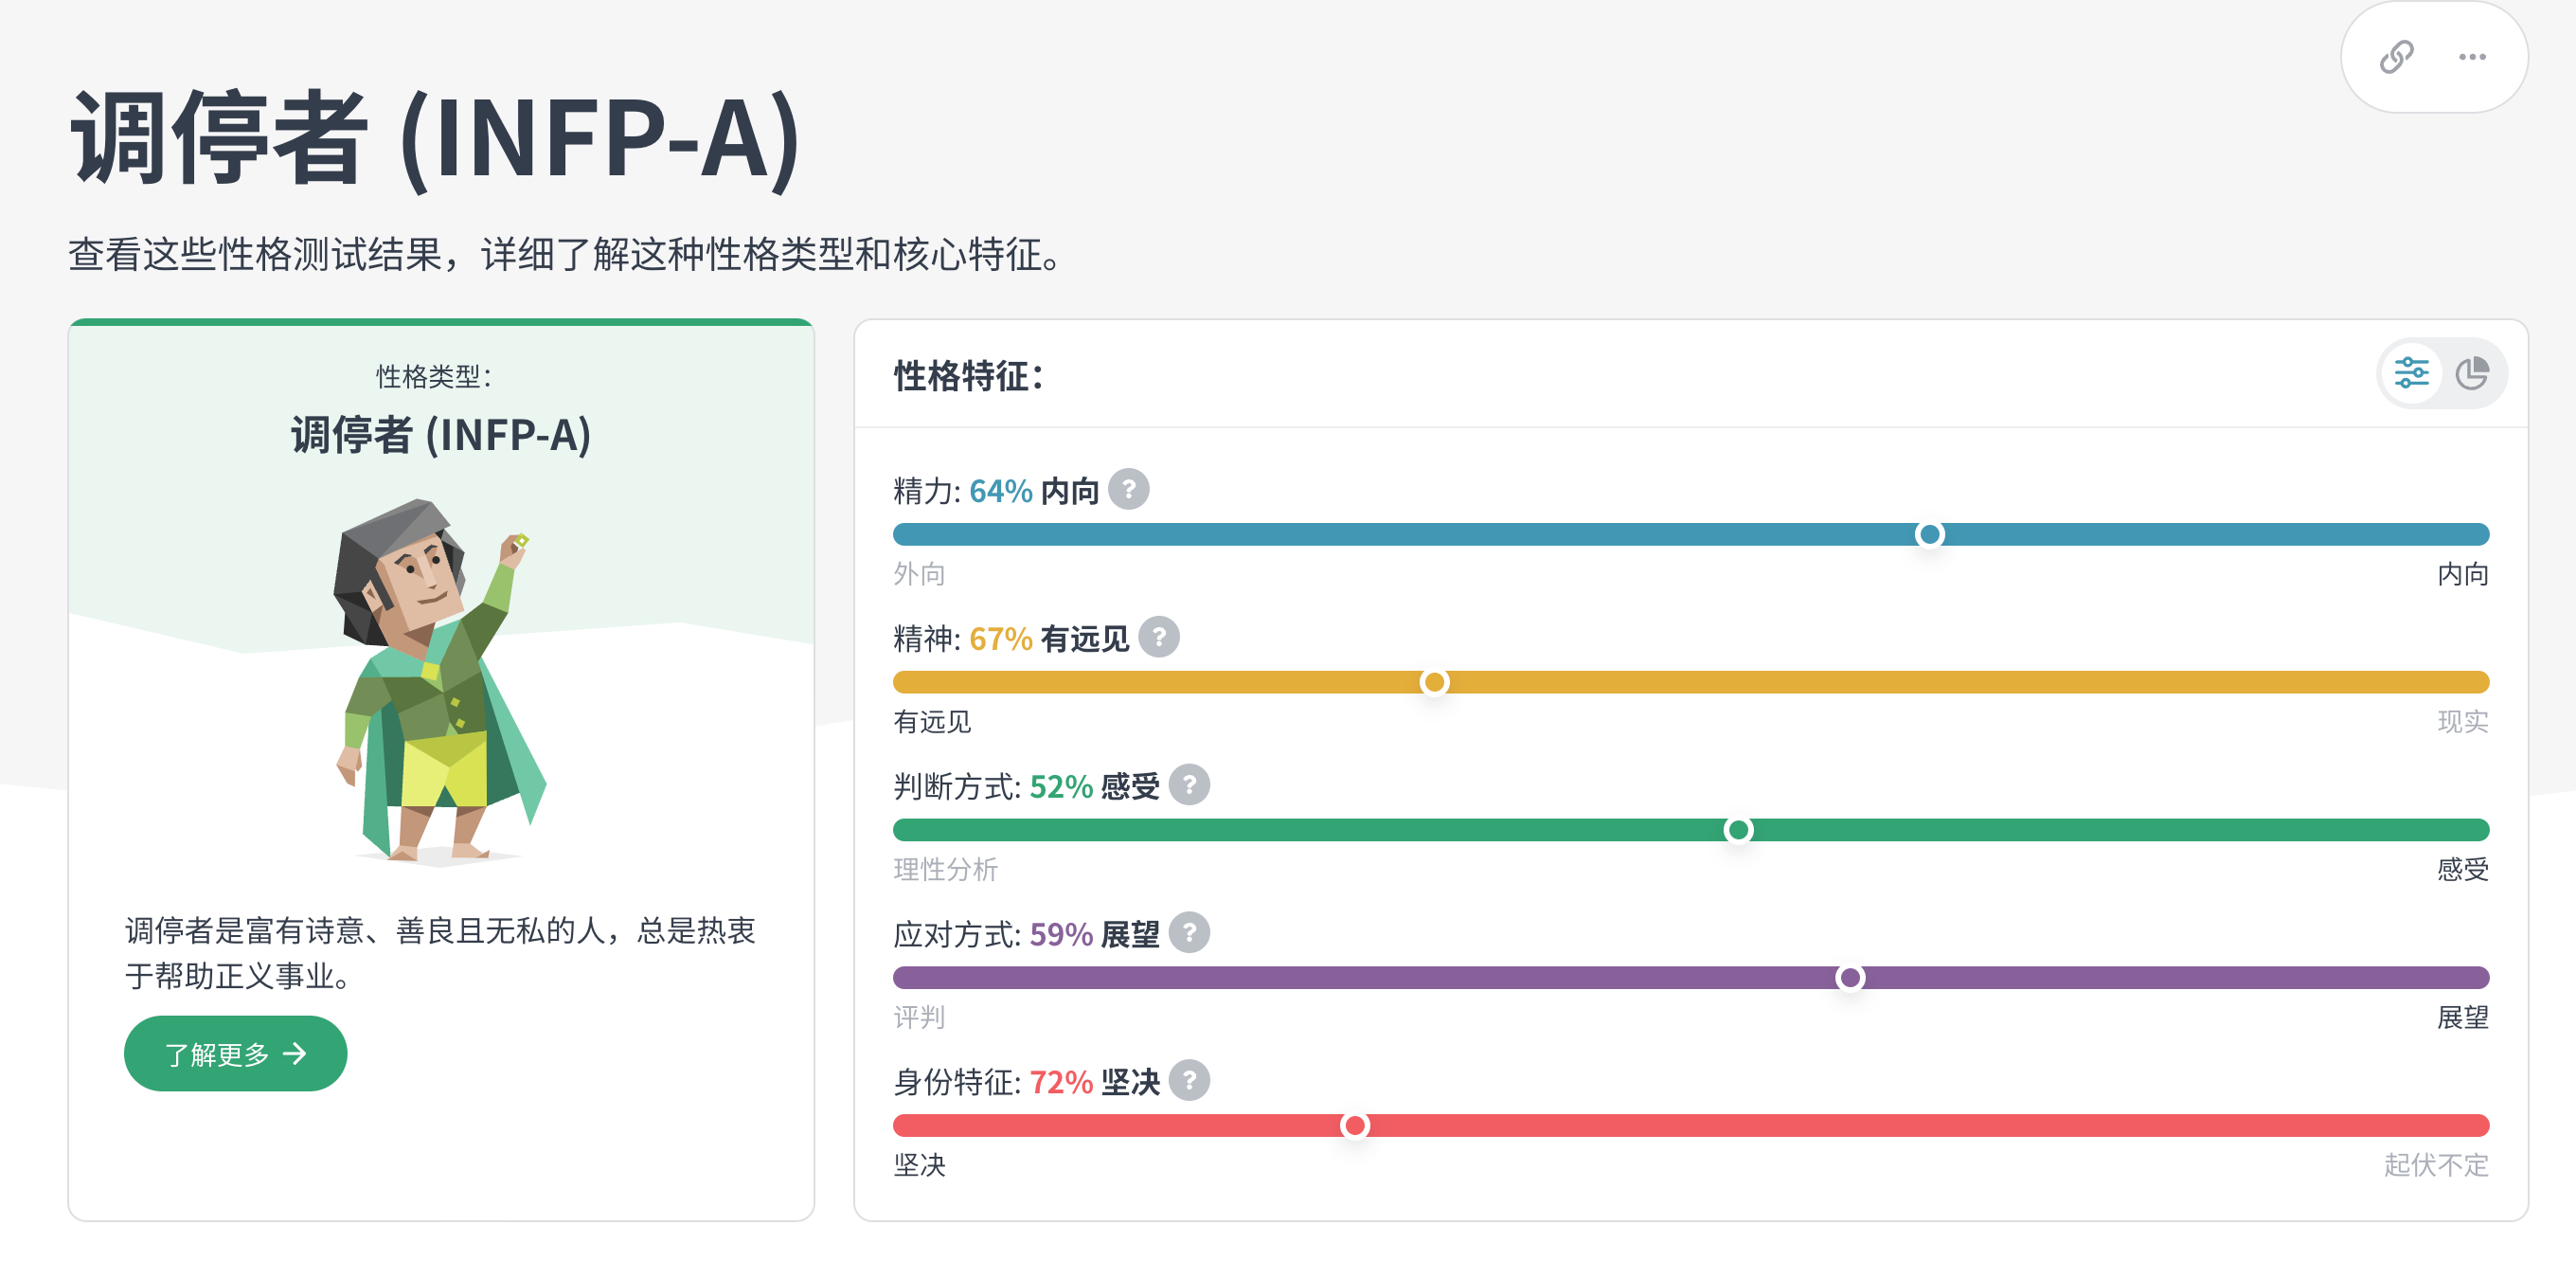 调停者 (INFP-A)
查看这些性格测试结果，详细了解这种性格类型和核心特征。
性格类型：
调停者 (INFP-A)
调停者是富有诗意、善良且无私的人，总是热衷
于帮助正义事业。
了解更多 →
性格特征：
精力: 64% 内向 ?
外向 内向
精神: 67% 有远见 ?
有远见 现实
判断方式: 52% 感受 ?
理性分析 感受
应对方式: 59% 展望 ?
评判 展望
身份特征: 72% 坚决 ?
坚决 起伏不定